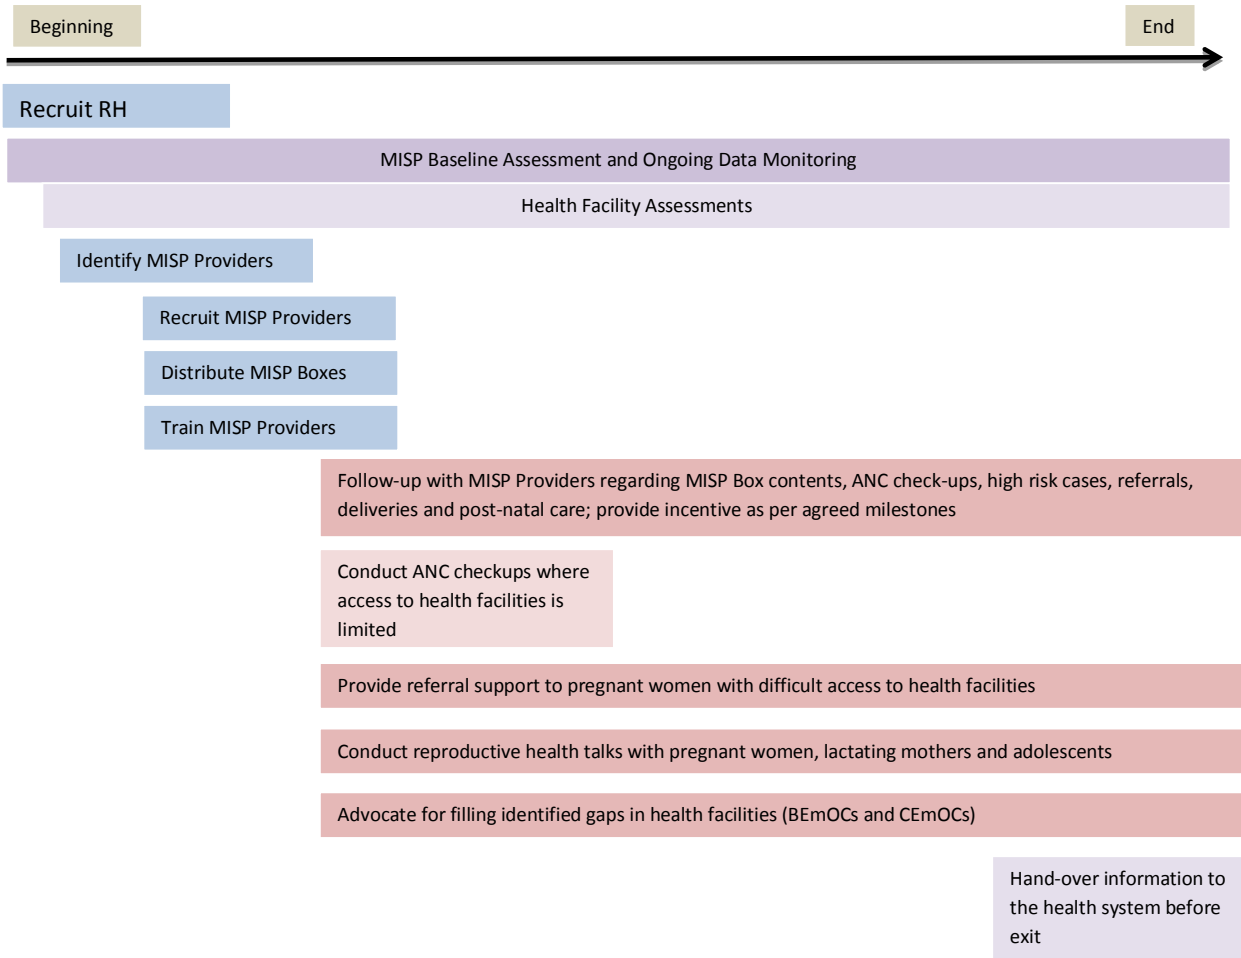 Beginning
End
Recruit RH
MISP Baseline Assessment and Ongoing Data Monitoring
Health Facility Assessments
Identify MISP Providers
Recruit MISP Providers
Distribute MISP Boxes
Train MISP Providers
Follow-up with MISP Providers regarding MISP Box contents, ANC check-ups, high risk cases, referrals,
deliveries and post-natal care; provide incentive as per agreed milestones
Conduct ANC checkups where
access to health facilities is
limited
Provide referral support to pregnant women with difficult access to health facilities
Conduct reproductive health talks with pregnant women, lactating mothers and adolescents
Advocate for filling identified gaps in health facilities (BEmOCs and CEmOCs)
Hand-over information to
the health system before
exit